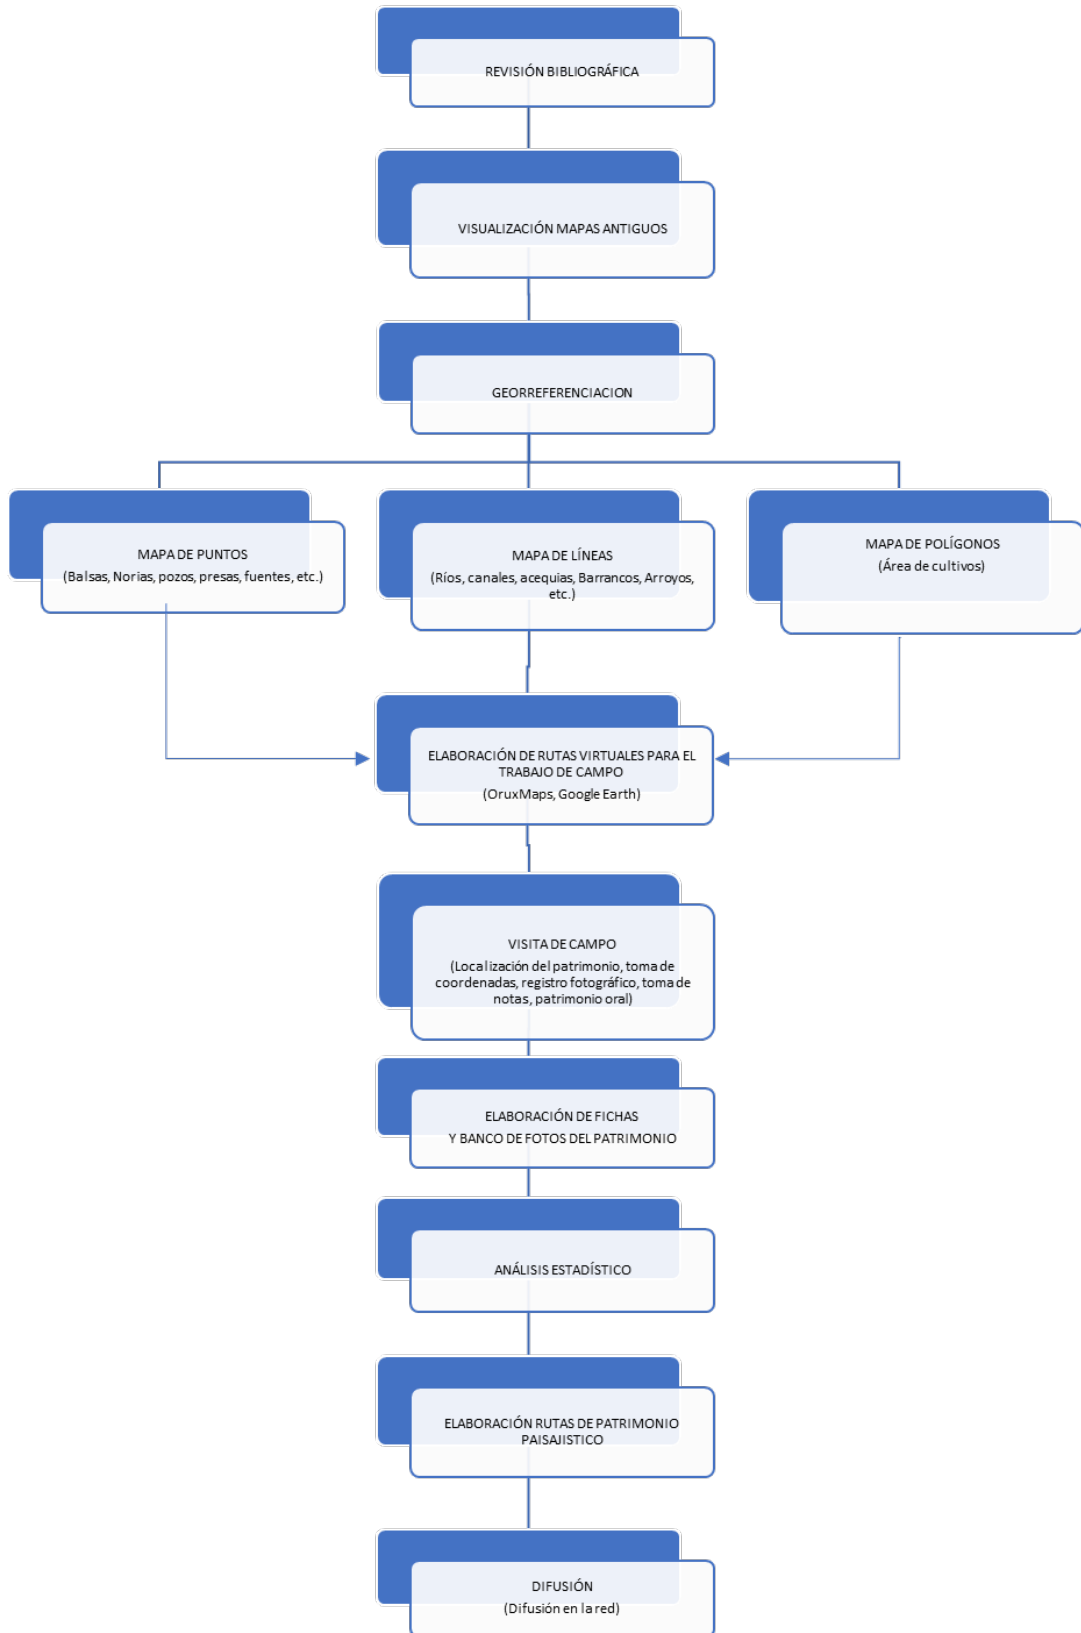 REVISIÓN BIBLIOGRÁFICA
VISUALIZACIÓN MAPAS ANTIGUOS
GEORREFERENCIACION
MAPA DE PUNTOS
(Balsas, Norias, pozos, presas, fuentes, etc.)
MAPA DE LÍNEAS
(Ríos, canales, acequias, Barrancos, Arroyos,
etc.)
MAPA DE POLÍGONOS
(Área de cultivos)
ELABORACIÓN DE RUTAS VIRTUALES PARA EL
TRABAJO DE CAMPO
(OruxMaps, Google Earth)
VISITA DE CAMPO
(Localización del patrimonio, toma de
coordenadas, registro fotográfico, toma de
notas, patrimonio oral)
ELABORACIÓN DE FICHAS
Y BANCO DE FOTOS DEL PATRIMONIO
ANÁLISIS ESTADÍSTICO
ELABORACIÓN RUTAS DE PATRIMONIO
PAISAJISTICO
DIFUSIÓN
(Difusión en la red)